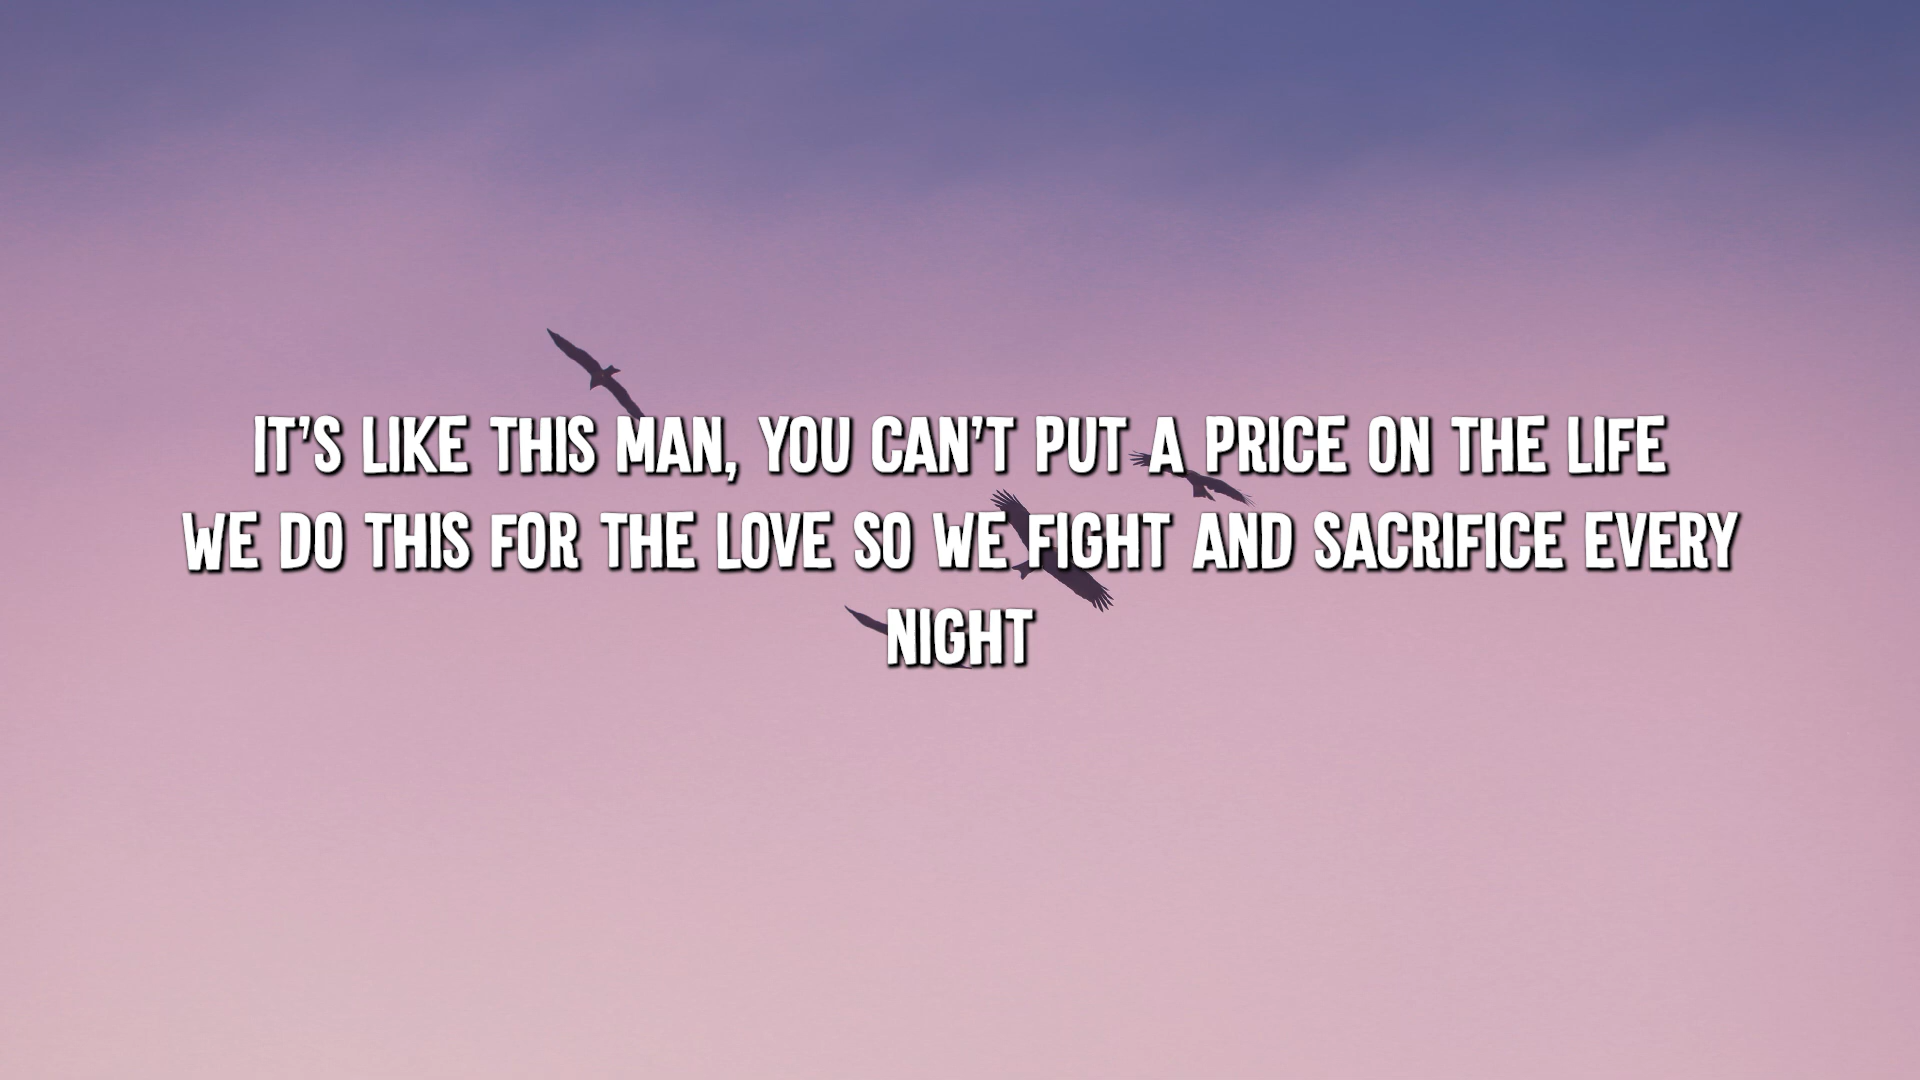 IT'S LIKE THIS MAN, YOU CAN'T PUT A PRICE ON THE LIFE
WE DO THIS FOR THE LOVE SO WE FIGHT AND SACRIFICE EVERY
NIGHT